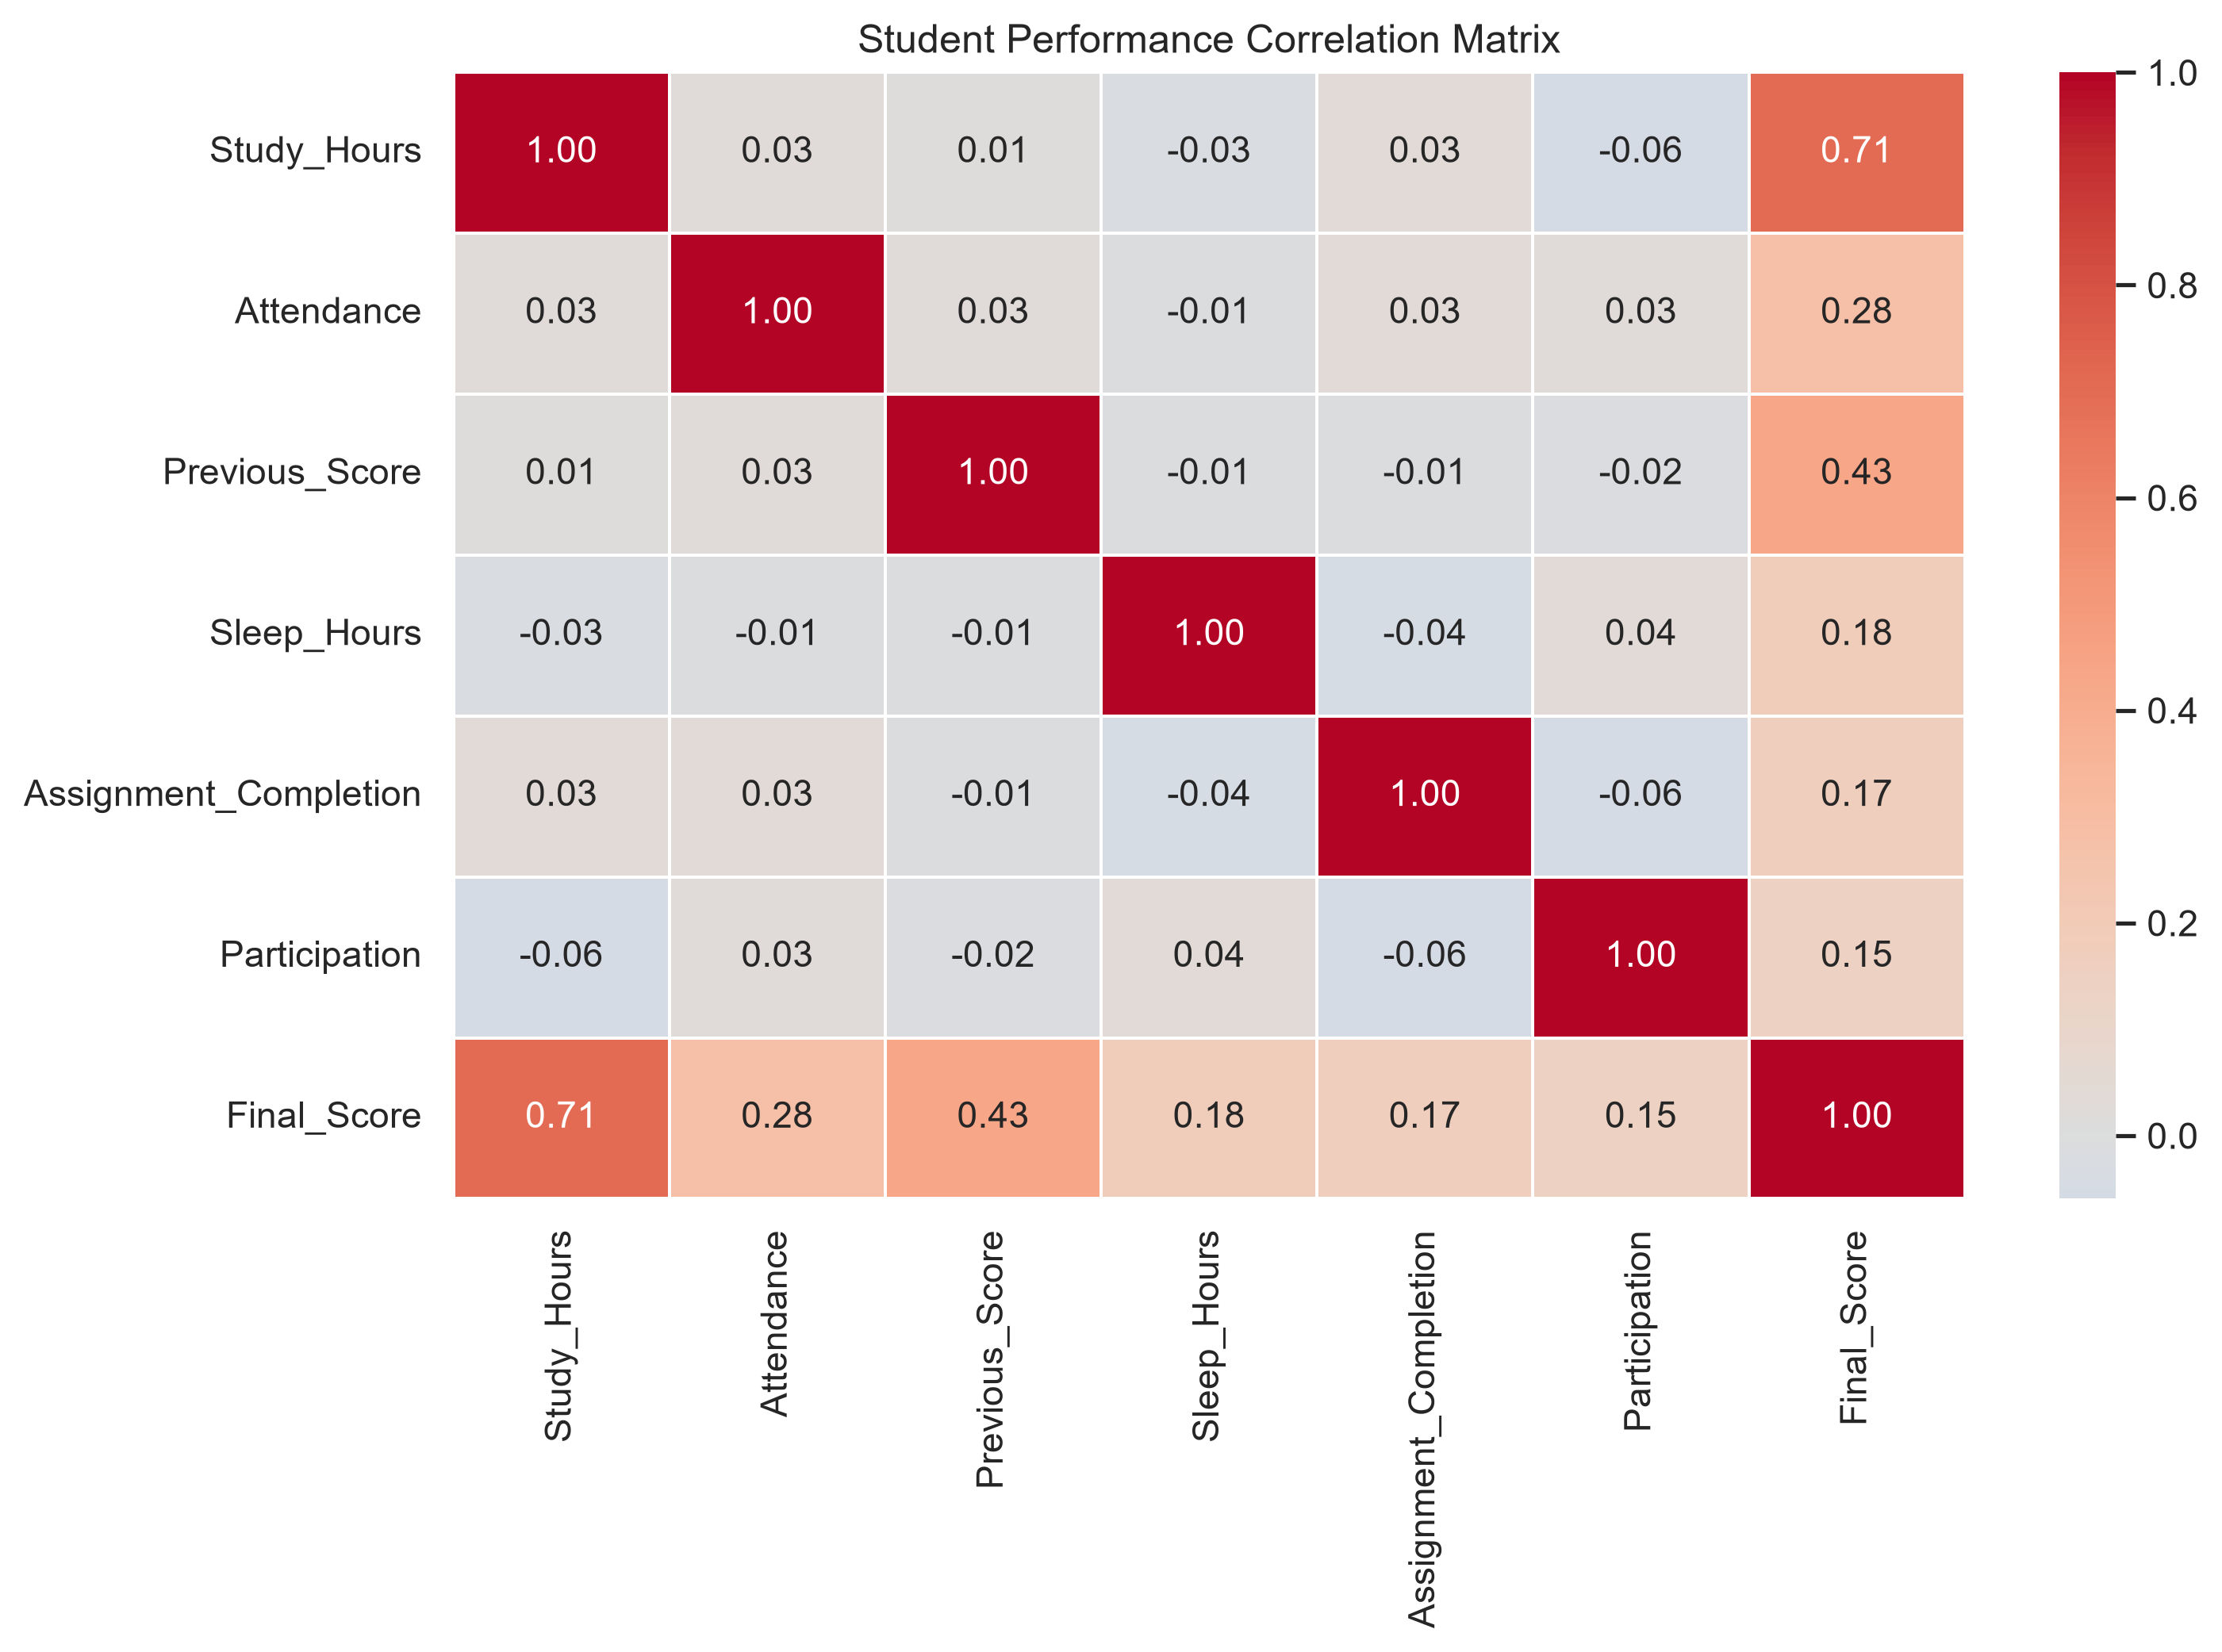 Student Performance Correlation Matrix
Study_Hours 1.00 0.03 0.01 -0.03 0.03 -0.06 0.71
Attendance 0.03 1.00 0.03 -0.01 0.03 0.03 0.28
Previous_Score 0.01 0.03 1.00 -0.01 -0.01 -0.02 0.43
Sleep_Hours -0.03 -0.01 -0.01 1.00 -0.04 0.04 0.18
Assignment_Completion 0.03 0.03 -0.01 -0.04 1.00 -0.06 0.17
Participation -0.06 0.03 -0.02 0.04 -0.06 1.00 0.15
Final_Score 0.71 0.28 0.43 0.18 0.17 0.15 1.00
Study_Hours
Attendance
Previous_Score
Sleep_Hours
Assignment_Completion
Participation
Final_Score
1.0
0.8
0.6
0.4
0.2
0.0